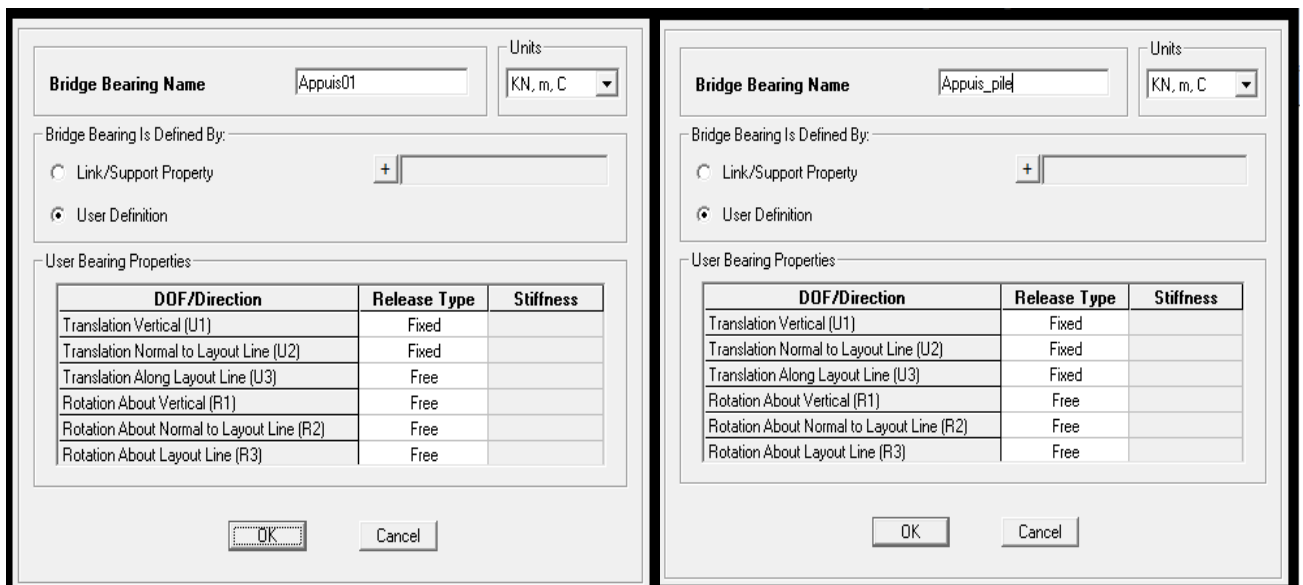 Units
Bridge Bearing Name Appuis01 KN, m, C
Bridge Bearing Is Defined By:
Link/Support Property +
User Definition
User Bearing Properties
DOF/Direction Release Type Stiffness
Translation Vertical (U1) Fixed
Translation Normal to Layout Line (U2) Fixed
Translation Along Layout Line (U3) Free
Rotation About Vertical (R1) Free
Rotation About Normal to Layout Line (R2) Free
Rotation About Layout Line (R3) Free
OK Cancel
Units
Bridge Bearing Name Appuis_pile KN, m, C
Bridge Bearing Is Defined By:
Link/Support Property +
User Definition
User Bearing Properties
DOF/Direction Release Type Stiffness
Translation Vertical (U1) Fixed
Translation Normal to Layout Line (U2) Fixed
Translation Along Layout Line (U3) Fixed
Rotation About Vertical (R1) Free
Rotation About Normal to Layout Line (R2) Free
Rotation About Layout Line (R3) Free
OK Cancel